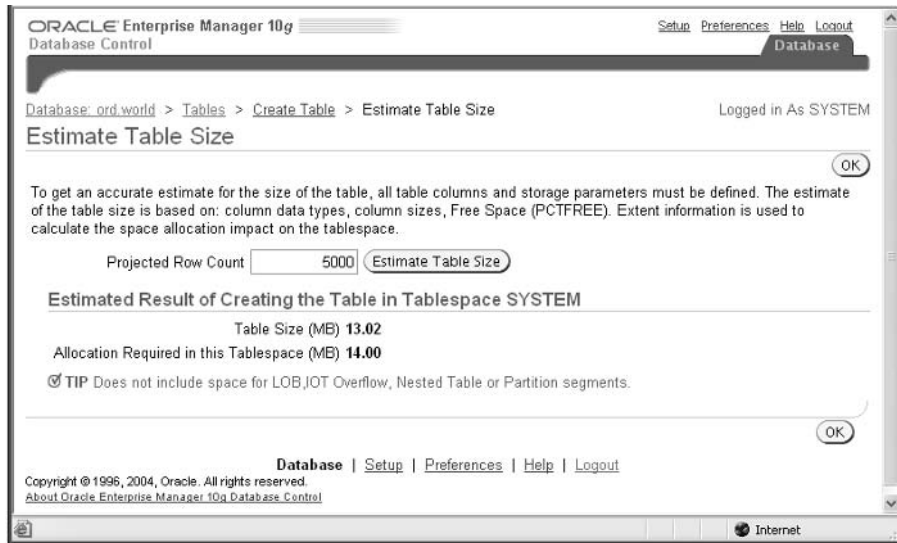 ORACLE Enterprise Manager 10g
Database Control
Setup Preferences Help Logout
Database
Database: ord.world > Tables > Create Table > Estimate Table Size
Logged in As SYSTEM
Estimate Table Size
OK
To get an accurate estimate for the size of the table, all table columns and storage parameters must be defined. The estimate
of the table size is based on: column data types, column sizes, Free Space (PCTFREE). Extent information is used to
calculate the space allocation impact on the tablespace.
Projected Row Count 5000 Estimate Table Size
Estimated Result of Creating the Table in Tablespace SYSTEM
Table Size (MB) 13.02
Allocation Required in this Tablespace (MB) 14.00
TIP Does not include space for LOB,IOT Overflow, Nested Table or Partition segments.
OK
Database | Setup | Preferences | Help | Logout
Copyright © 1996, 2004, Oracle. All rights reserved.
About Oracle Enterprise Manager 10g Database Control
Internet